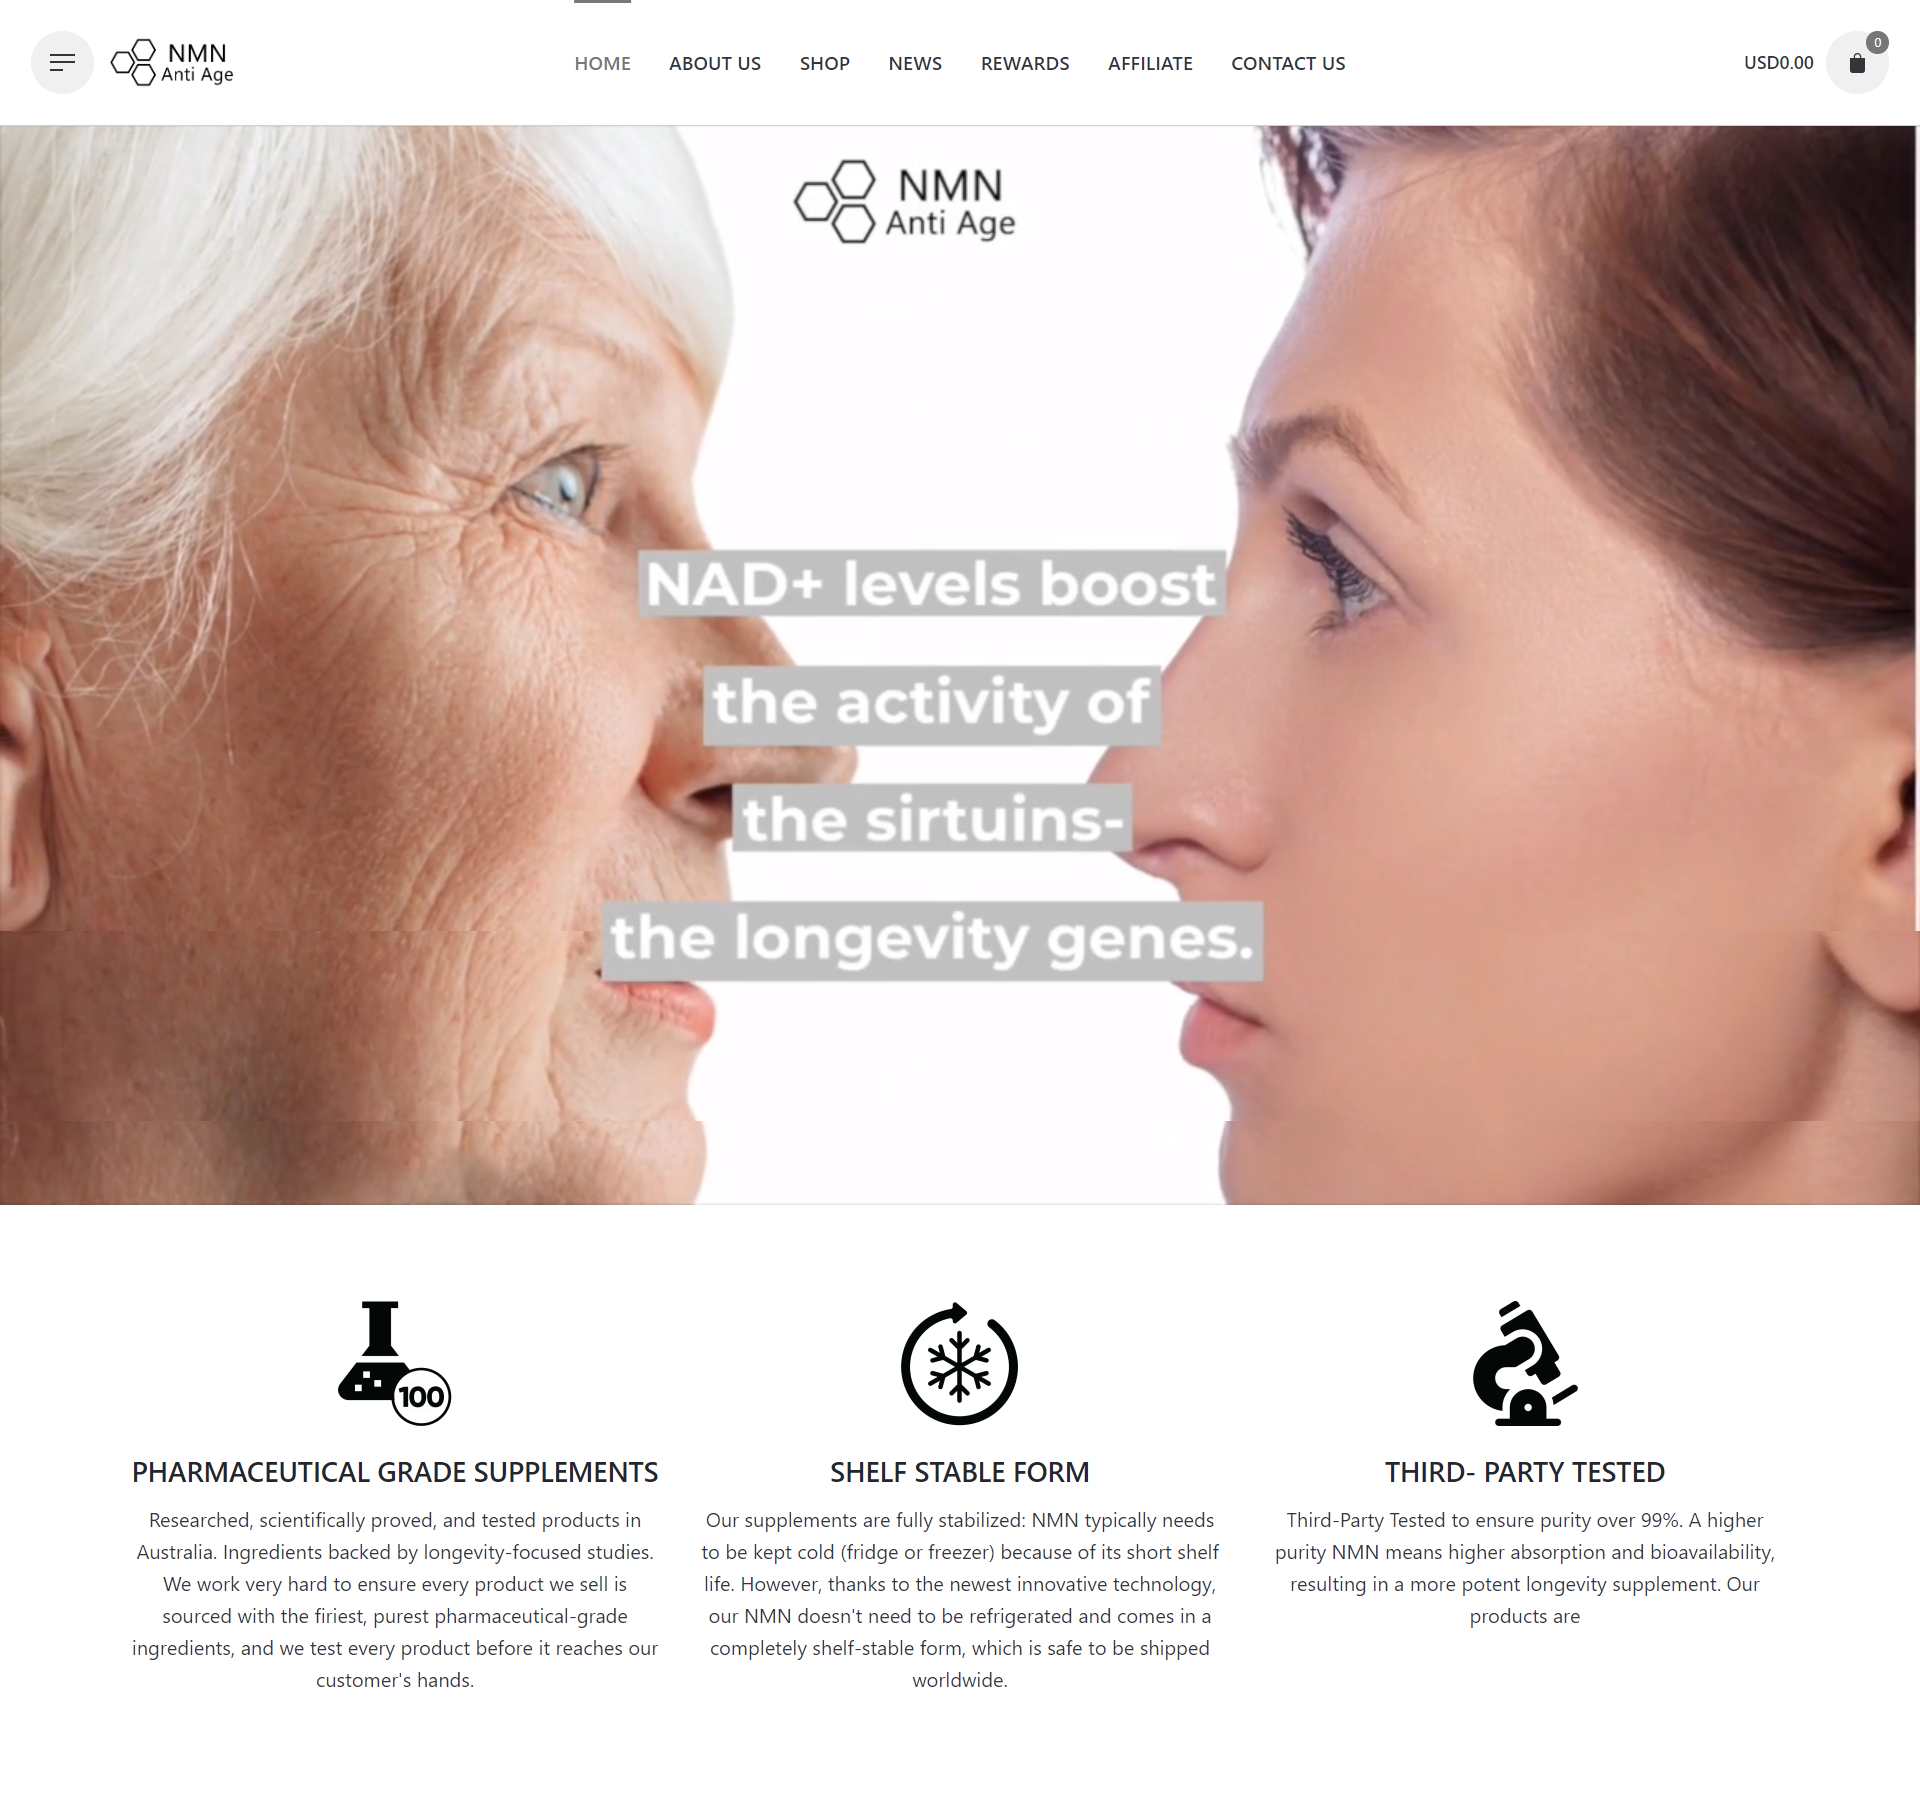 NMN
Anti Age
HOME ABOUT US SHOP NEWS REWARDS AFFILIATE CONTACT US
USD0.00
0
NMN
Anti Age
NAD+ levels boost
the activity of
the sirtuins-
the longevity genes.
100
PHARMACEUTICAL GRADE SUPPLEMENTS
Researched, scientifically proved, and tested products in
Australia. Ingredients backed by longevity-focused studies.
We work very hard to ensure every product we sell is
sourced with the firiest, purest pharmaceutical-grade
ingredients, and we test every product before it reaches our
customer's hands.
SHELF STABLE FORM
Our supplements are fully stabilized: NMN typically needs
to be kept cold (fridge or freezer) because of its short shelf
life. However, thanks to the newest innovative technology,
our NMN doesn't need to be refrigerated and comes in a
completely shelf-stable form, which is safe to be shipped
worldwide.
THIRD- PARTY TESTED
Third-Party Tested to ensure purity over 99%. A higher
purity NMN means higher absorption and bioavailability,
resulting in a more potent longevity supplement. Our
products are